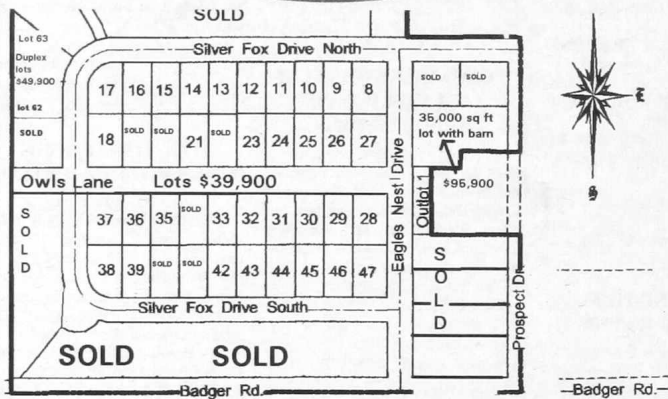 SOLD
Lot 63
Duplex
lots
$49,900
lot 62
SOLD
Silver Fox Drive North
17 16 15 14 13 12 11 10 9 8
18 SOLD SOLD 21 SOLD 23 24 25 26 27
Owls Lane Lots $39,900
37 36 35 SOLD 33 32 31 30 29 28
38 39 SOLD SOLD 42 43 44 45 46 47
Silver Fox Drive South
SOLD
SOLD SOLD
Badger Rd.
Eagles Nest Drive
SOLD SOLD
35,000 sq ft
lot with barn
$95,900
Outlot 1
SOLD
Prospect Dr.
Badger Rd.